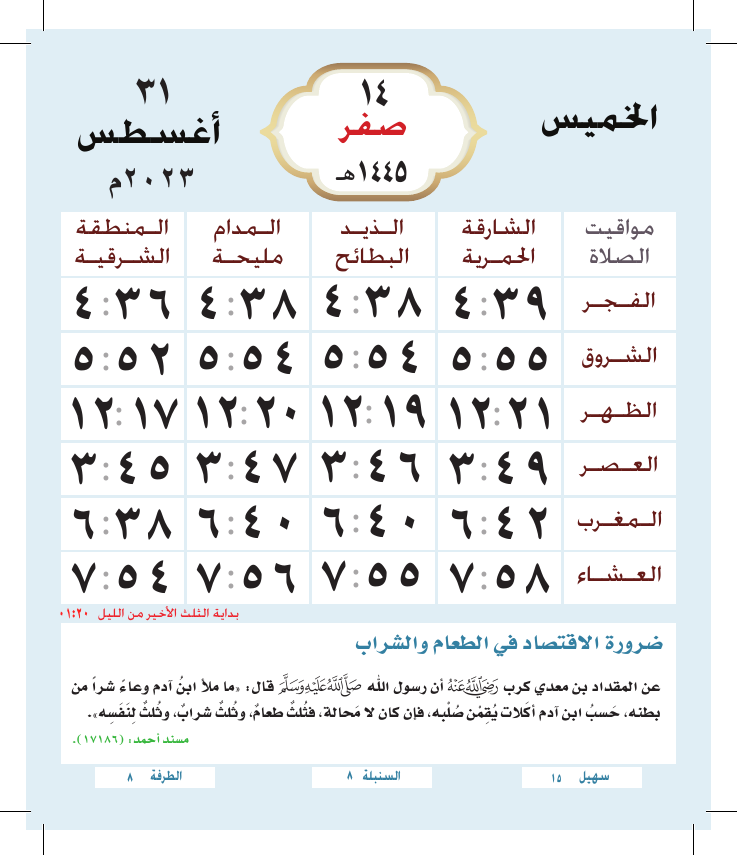 الخميس
١٤
صفر
١٤٤٥هـ
٣١
أغسطس
٢٠٢٣م
مواقيت الصلاة | الشارقة الحمرية | الـذيـد البطائح | المدام مليحـة | المنطقة الشرقية
الفجر ٤:٣٩ ٤:٣٨ ٤:٣٨ ٤:٣٦
الشروق ٥:٥٥ ٥:٥٤ ٥:٥٤ ٥:٥٢
الظهر ١٢:٢١ ١٢:١٩ ١٢:٢٠ ١٢:١٧
العصر ٣:٤٩ ٣:٤٦ ٣:٤٧ ٣:٤٥
المغرب ٦:٤٢ ٦:٤٠ ٦:٤٠ ٦:٣٨
العشاء ٧:٥٨ ٧:٥٥ ٧:٥٦ ٧:٥٤
بداية الثلث الأخير من الليل ٠١:٢٠
ضرورة الاقتصاد في الطعام والشراب
عن المقداد بن معدي كرب رَضِيَ اللَّهُ عَنْهُ أن رسول الله صَلَّى اللَّهُ عَلَيْهِ وَسَلَّمَ قال: «ما ملأ ابنُ آدم وعاءً شراً من
بطنه، حَسبُ ابن آدم أكَلات يُقِمْن صُلْبه، فإن كان لا مَحالة، فثُلثٌ طعامٌ، وثُلثٌ شرابٌ، وثُلثٌ لِنَفَسه».
مسند أحمد: (١٧١٨٦).
سهيل ١٥
السنبلة ٨
الطرفة ٨